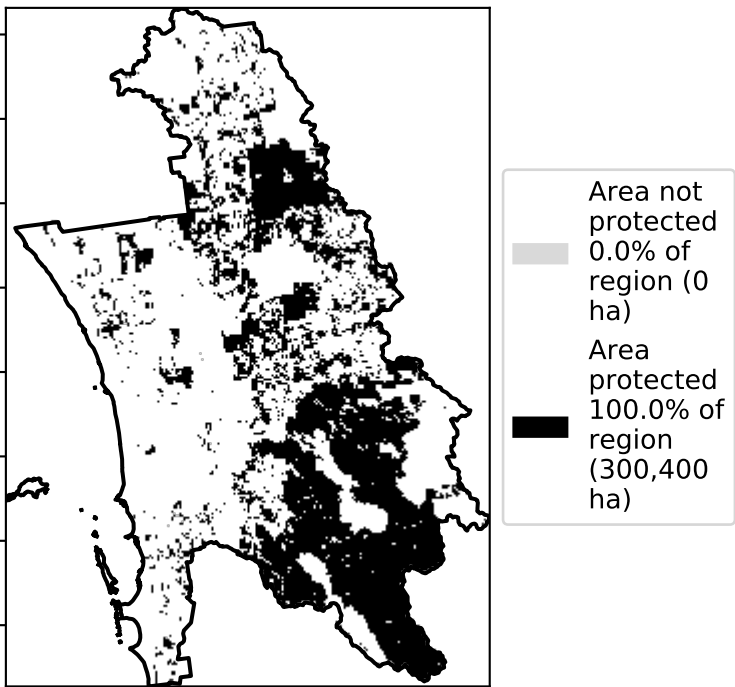 Area not
protected
0.0% of
region (0
ha)
Area
protected
100.0% of
region
(300,400
ha)